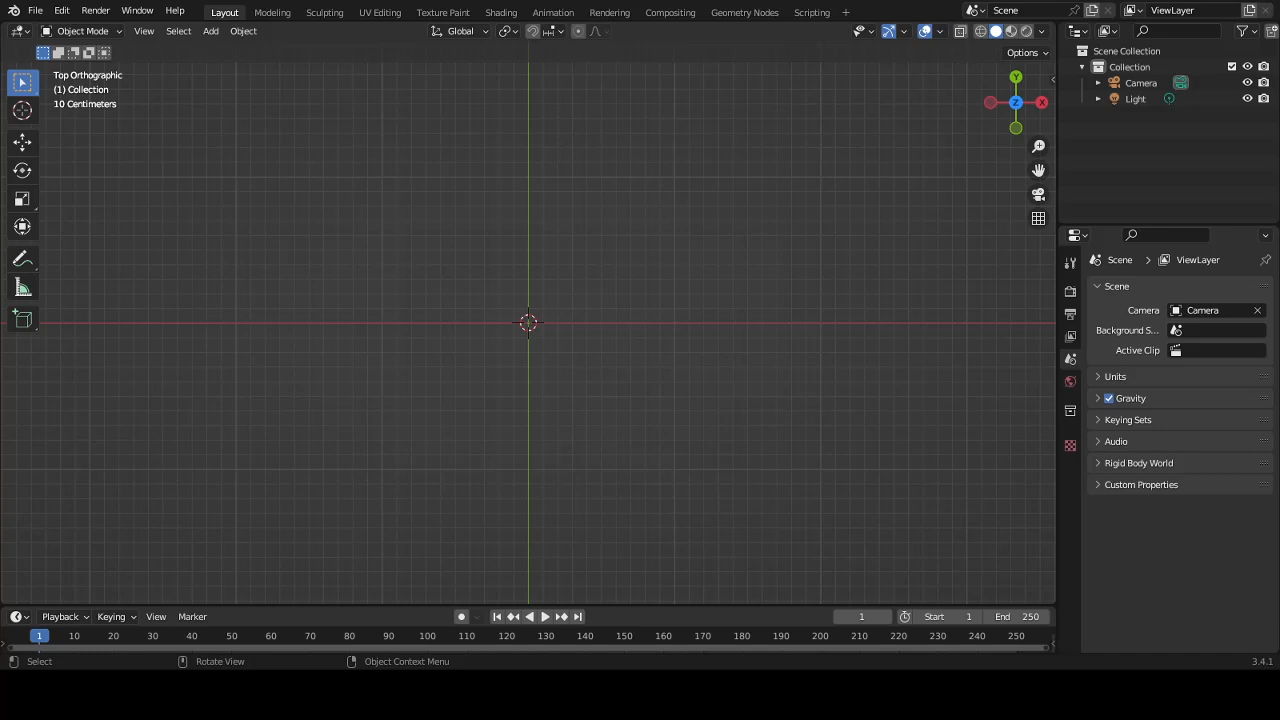 File Edit Render Window Help Layout Modeling Sculpting UV Editing Texture Paint Shading Animation Rendering Compositing Geometry Nodes Scripting + Scene ViewLayer
Object Mode View Select Add Object Global
Options
Top Orthographic
(1) Collection
10 Centimeters
Y
Z X
Scene Collection
Collection
Camera
Light
Scene ViewLayer
Scene
Camera Camera
Background S...
Active Clip
Units
Gravity
Keying Sets
Audio
Rigid Body World
Custom Properties
Playback Keying View Marker 1 Start 1 End 250
1 10 20 30 40 50 60 70 80 90 100 110 120 130 140 150 160 170 180 190 200 210 220 230 240 250
Select Rotate View Object Context Menu 3.4.1